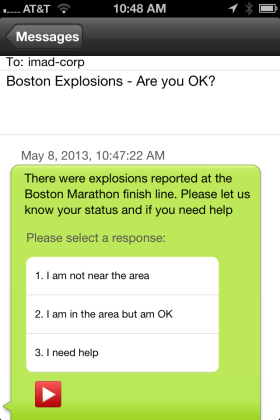 AT&T 10:48 AM
Messages
To: imad-corp
Boston Explosions - Are you OK?
May 8, 2013, 10:47:22 AM
There were explosions reported at the
Boston Marathon finish line. Please let us
know your status and if you need help
Please select a response:
1. I am not near the area
2. I am in the area but am OK
3. I need help